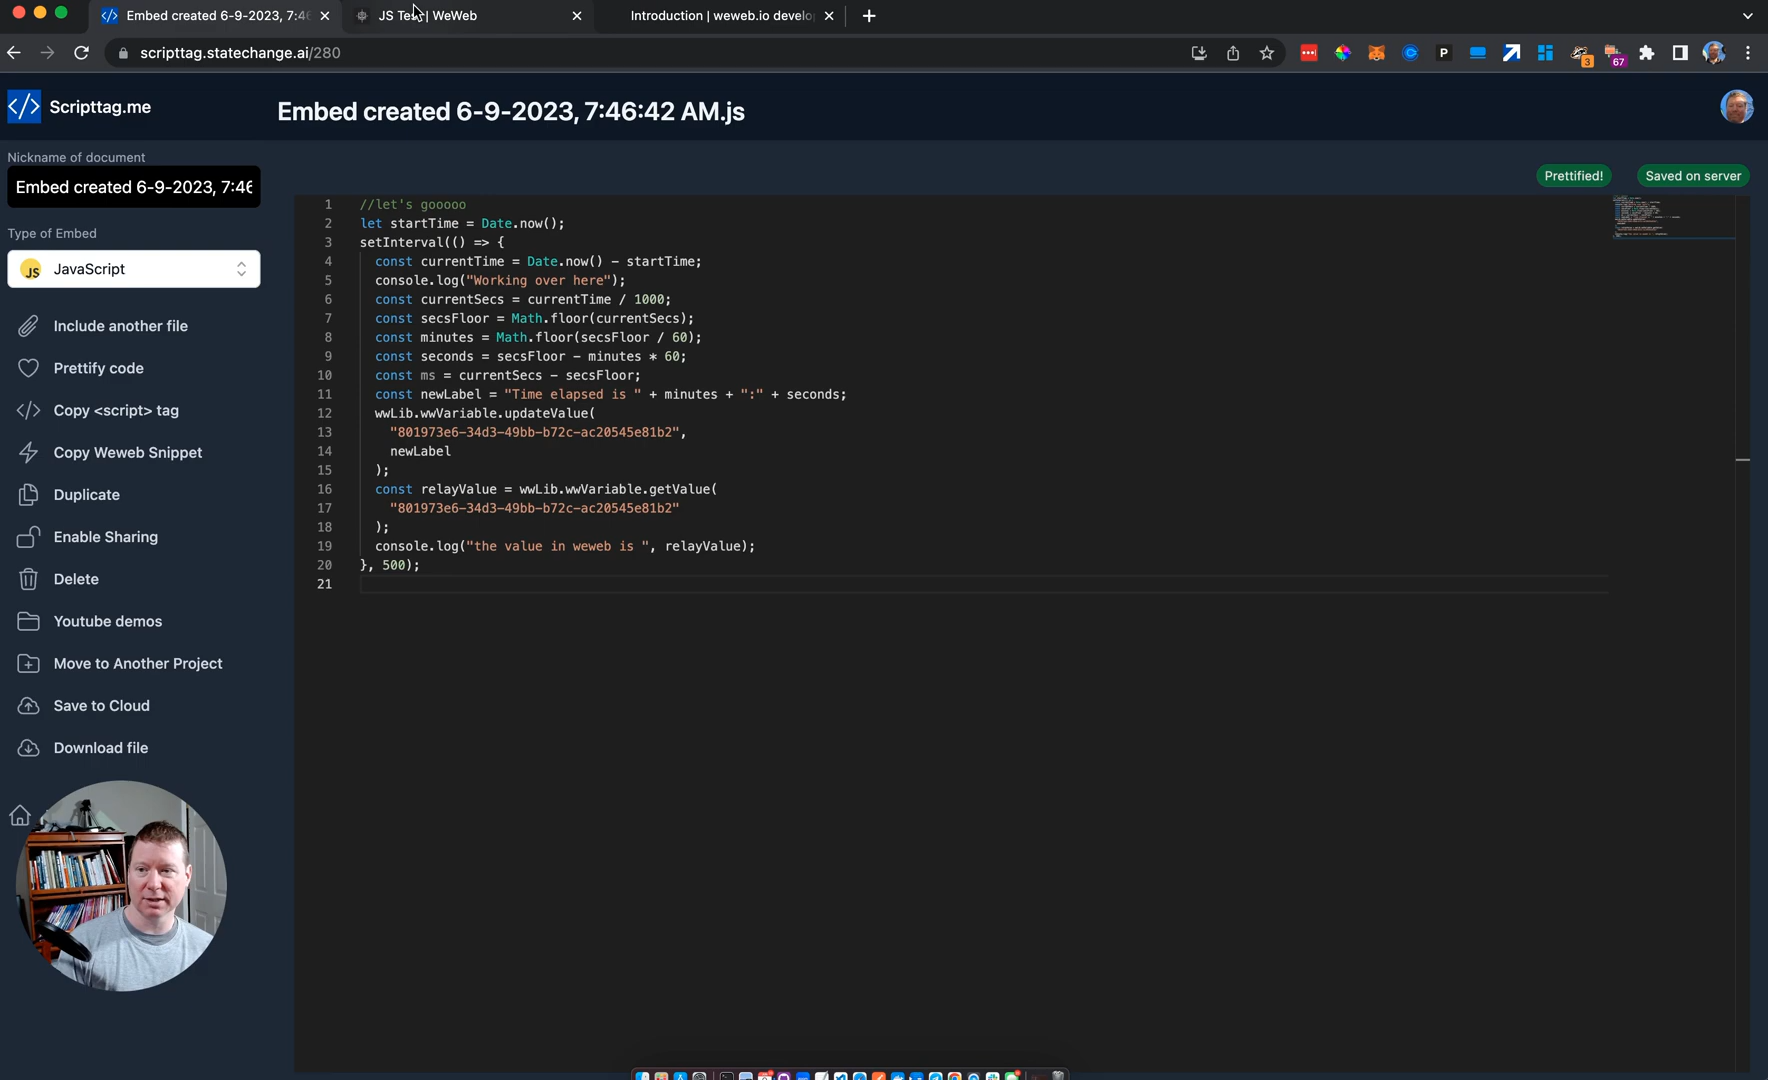 Embed created 6-9-2023, 7:46
JS Test | WeWeb
Introduction | weweb.io develo
scripttag.statechange.ai/280
P
3
67
Scripttag.me
Embed created 6-9-2023, 7:46:42 AM.js
Nickname of document
Embed created 6-9-2023, 7:46
Type of Embed
JS JavaScript
Include another file
Prettify code
Copy <script> tag
Copy Weweb Snippet
Duplicate
Enable Sharing
Delete
Youtube demos
Move to Another Project
Save to Cloud
Download file
Prettified!
Saved on server
1 //let's gooooo
2 let startTime = Date.now();
3 setInterval(() => {
4 const currentTime = Date.now() - startTime;
5 console.log("Working over here");
6 const currentSecs = currentTime / 1000;
7 const secsFloor = Math.floor(currentSecs);
8 const minutes = Math.floor(secsFloor / 60);
9 const seconds = secsFloor - minutes * 60;
10 const ms = currentSecs - secsFloor;
11 const newLabel = "Time elapsed is " + minutes + ":" + seconds;
12 wwLib.wwVariable.updateValue(
13 "801973e6-34d3-49bb-b72c-ac20545e81b2",
14 newLabel
15 );
16 const relayValue = wwLib.wwVariable.getValue(
17 "801973e6-34d3-49bb-b72c-ac20545e81b2"
18 );
19 console.log("the value in weweb is ", relayValue);
20 }, 500);
21